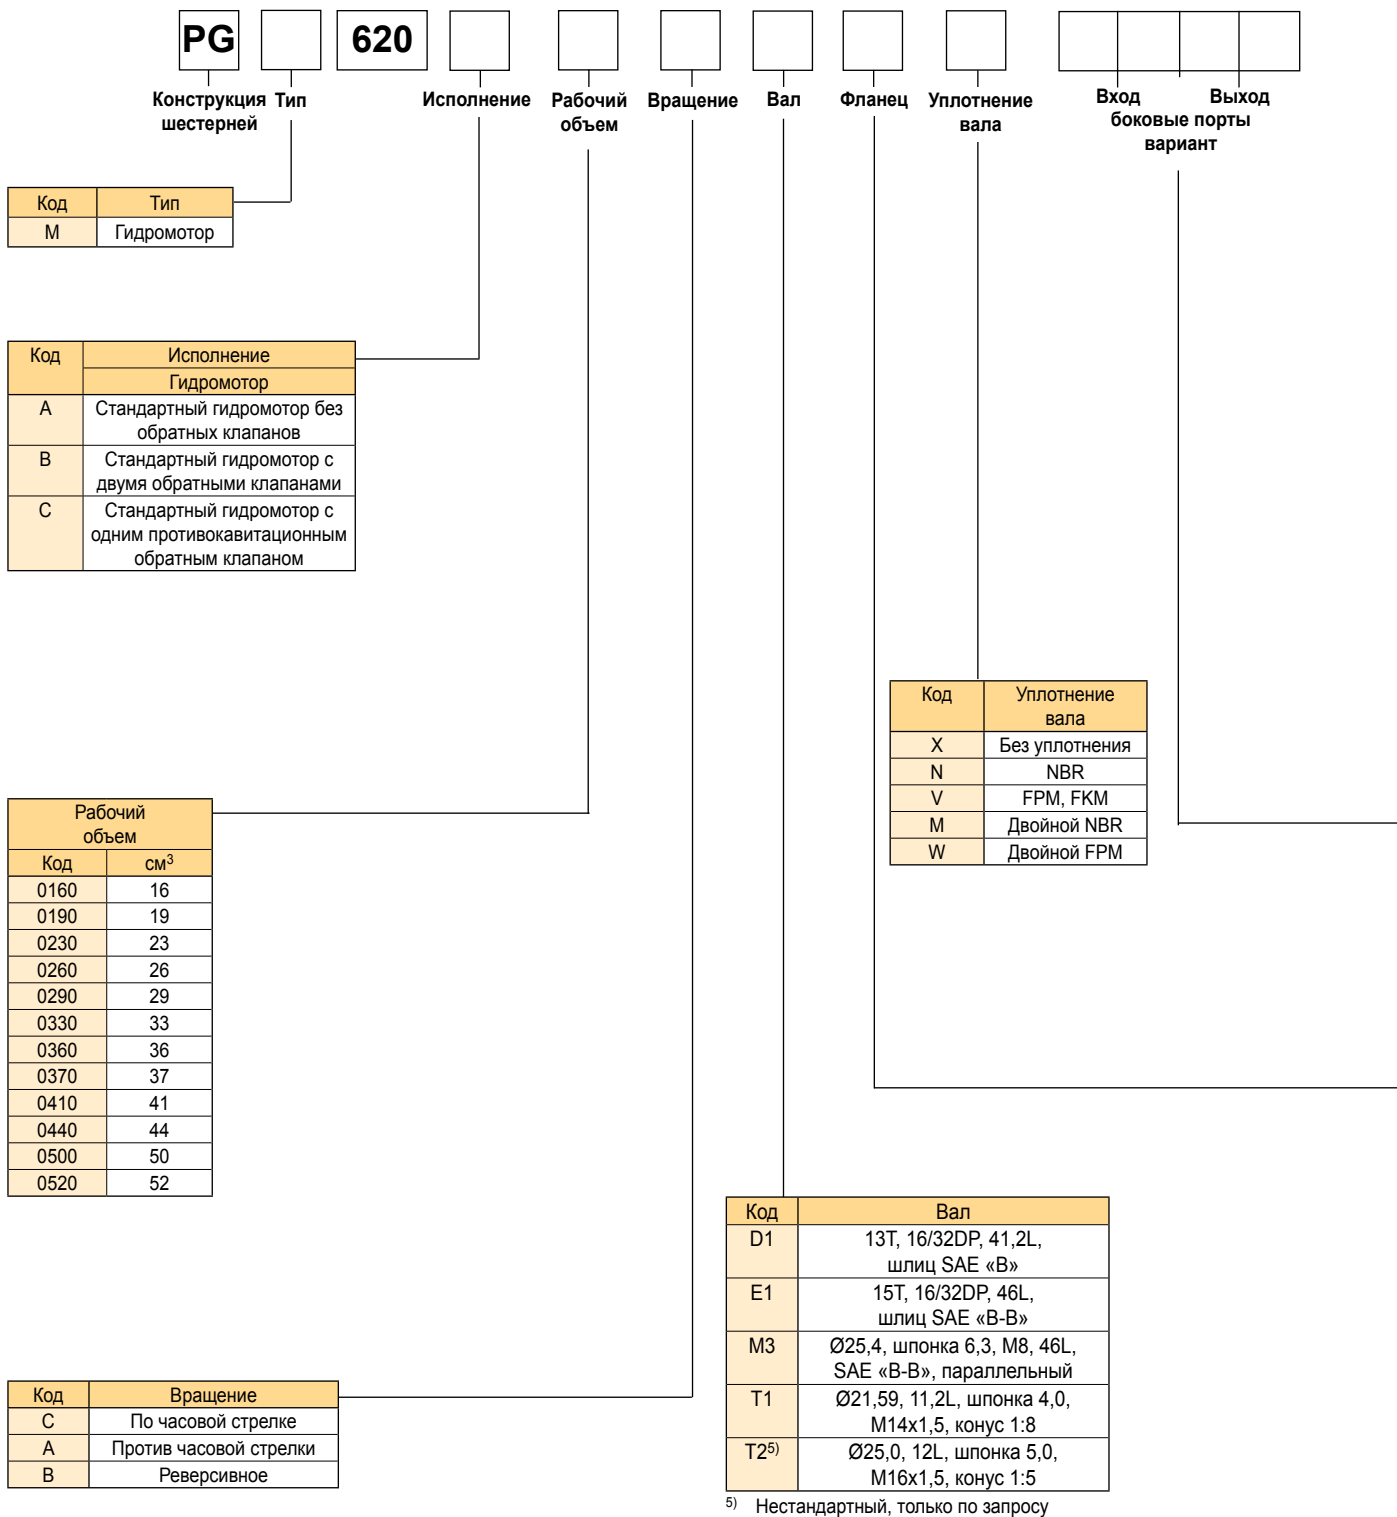 PG 620
Конструкция Тип Исполнение Рабочий Вращение Вал Фланец Уплотнение Вход Выход
шестерней объем вала боковые порты
вариант
Код Тип
M Гидромотор
Код Исполнение
Гидромотор
A Стандартный гидромотор без
обратных клапанов
B Стандартный гидромотор с
двумя обратными клапанами
C Стандартный гидромотор с
одним противокавитационным
обратным клапаном
Код Уплотнение
вала
X Без уплотнения
N NBR
V FPM, FKM
M Двойной NBR
W Двойной FPM
Рабочий
объем
Код см³
0160 16
0190 19
0230 23
0260 26
0290 29
0330 33
0360 36
0370 37
0410 41
0440 44
0500 50
0520 52
Код Вал
D1 13T, 16/32DP, 41,2L,
шлиц SAE «B»
E1 15T, 16/32DP, 46L,
шлиц SAE «B-B»
M3 Ø25,4, шпонка 6,3, M8, 46L,
SAE «B-B», параллельный
T1 Ø21,59, 11,2L, шпонка 4,0,
M14x1,5, конус 1:8
T2⁵⁾ Ø25,0, 12L, шпонка 5,0,
M16x1,5, конус 1:5
⁵⁾ Нестандартный, только по запросу
Код Вращение
C По часовой стрелке
A Против часовой стрелки
B Реверсивное